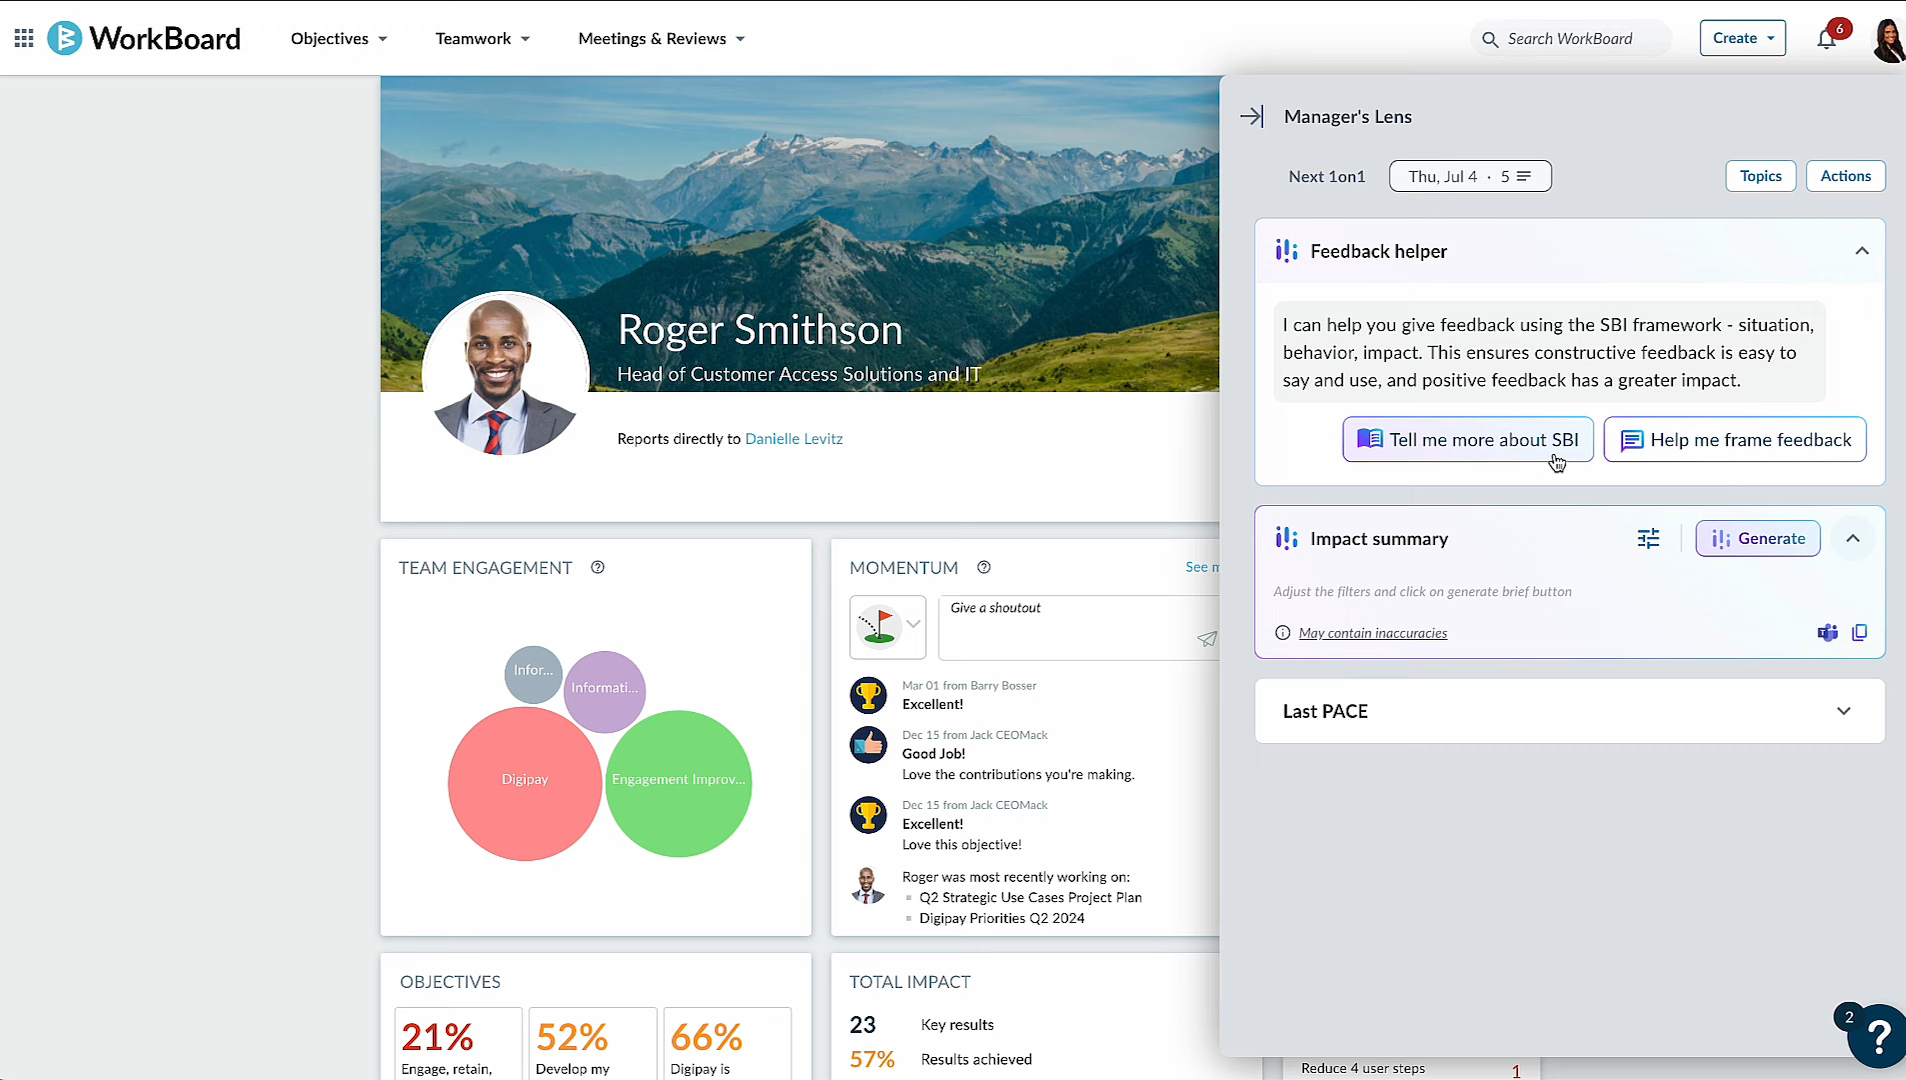 WorkBoard
Objectives
Teamwork
Meetings & Reviews
Search WorkBoard
Create
6
Roger Smithson
Head of Customer Access Solutions and IT
Reports directly to Danielle Levitz
TEAM ENGAGEMENT
Infor...
Informati...
Digipay
Engagement Improv...
MOMENTUM
See m
Give a shoutout
Mar 01 from Barry Bosser
Excellent!
Dec 15 from Jack CEOMack
Good Job!
Love the contributions you're making.
Dec 15 from Jack CEOMack
Excellent!
Love this objective!
Roger was most recently working on:
Q2 Strategic Use Cases Project Plan
Digipay Priorities Q2 2024
OBJECTIVES
21%
Engage, retain,
52%
Develop my
66%
Digipay is
TOTAL IMPACT
23 Key results
57% Results achieved
Reduce 4 user steps 1
Manager's Lens
Next 1on1
Thu, Jul 4 · 5
Topics
Actions
Feedback helper
I can help you give feedback using the SBI framework - situation,
behavior, impact. This ensures constructive feedback is easy to
say and use, and positive feedback has a greater impact.
Tell me more about SBI
Help me frame feedback
Impact summary
Generate
Adjust the filters and click on generate brief button
May contain inaccuracies
Last PACE
2
?